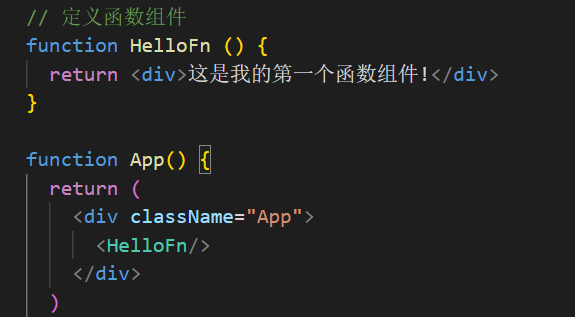 // 定义函数组件
function HelloFn () {
  return <div>这是我的第一个函数组件!</div>
}

function App() {
  return (
    <div className="App">
      <HelloFn/>
    </div>
  )